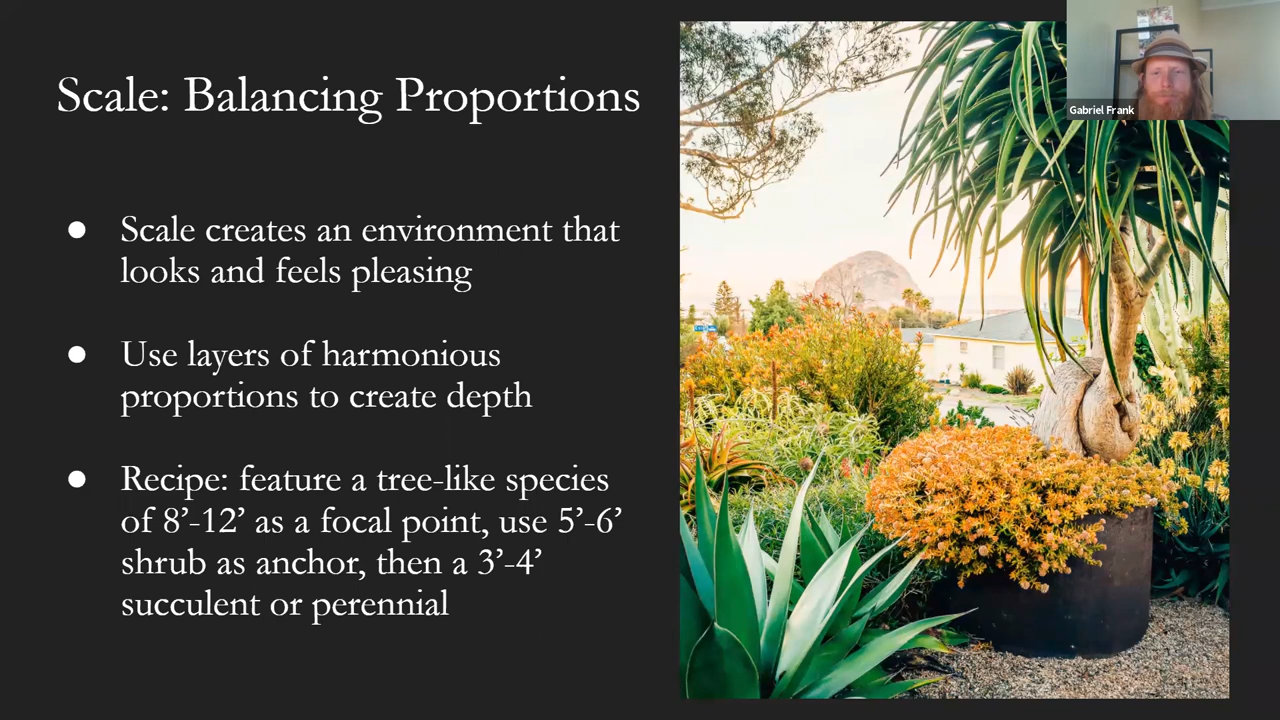 Scale: Balancing Proportions
● Scale creates an environment that
looks and feels pleasing
● Use layers of harmonious
proportions to create depth
● Recipe: feature a tree-like species
of 8’-12’ as a focal point, use 5’-6’
shrub as anchor, then a 3’-4’
succulent or perennial
Gabriel Frank